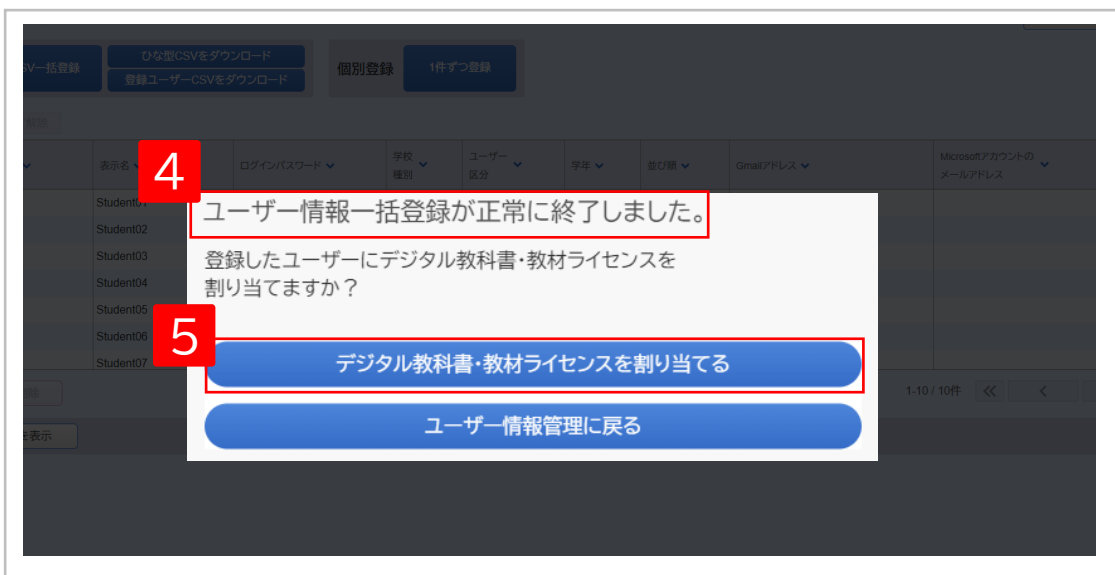 ひな型CSVをダウンロード
SV一括登録
登録ユーザーCSVをダウンロード
個別登録
1件ずつ登録
表示名
ログインパスワード
学校
種別
ユーザー
区分
学年
並び順
Gmailアドレス
Microsoftアカウントの
メールアドレス
4
Student01
Student02
Student03
Student04
Student05
Student06
Student07
ユーザー情報一括登録が正常に終了しました。
登録したユーザーにデジタル教科書・教材ライセンスを
割り当てますか？
5
デジタル教科書・教材ライセンスを割り当てる
ユーザー情報管理に戻る
1-10 / 10件
を表示